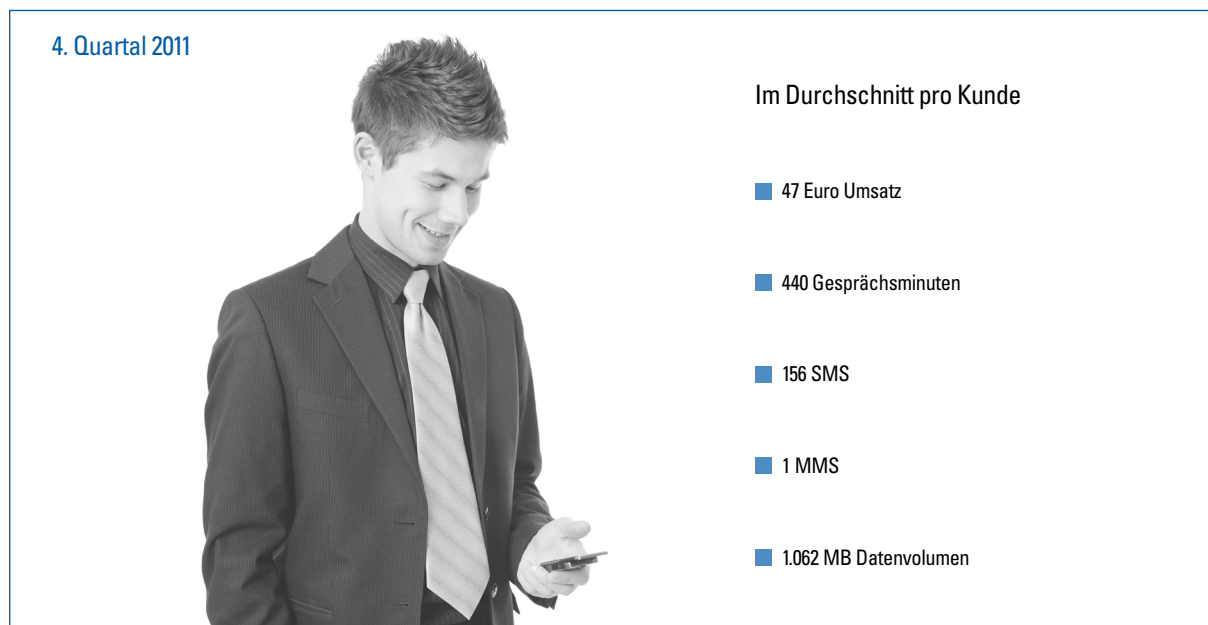 4. Quartal 2011
Im Durchschnitt pro Kunde
47 Euro Umsatz
440 Gesprächsminuten
156 SMS
1 MMS
1.062 MB Datenvolumen